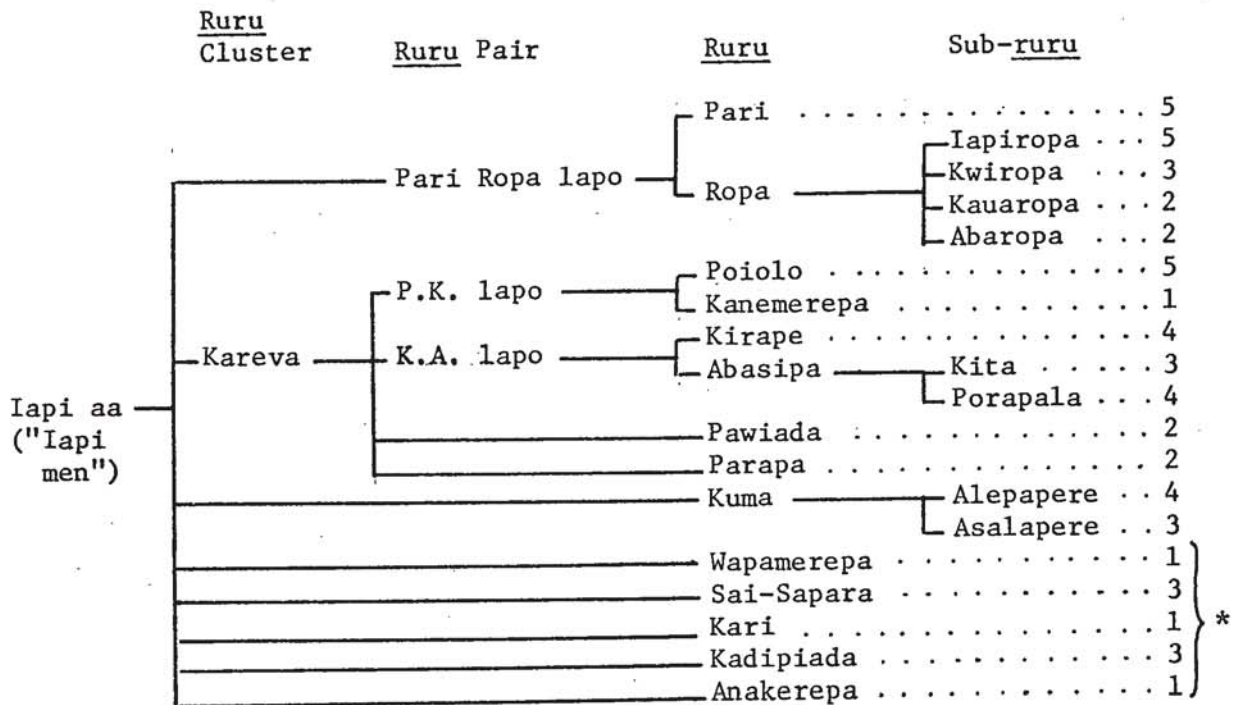 Ruru
Cluster Ruru Pair Ruru Sub-ruru
Pari . . . . . . . . . . . . . 5
Iapiropa . . . 5
Pari Ropa lapo Kwiropa . . . 3
Ropa Kauaropa . . 2
Abaropa . . . 2
Poiolo . . . . . . . . . . . . . 5
P.K. lapo
Kanemerepa . . . . . . . . . . 1
Kirape . . . . . . . . . . . . . 4
Kareva K.A. lapo
Abasipa Kita . . . . . 3
Iapi aa Porapala . . . 4
("Iapi Pawiada . . . . . . . . . . . . 2
men") Parapa . . . . . . . . . . . . . 2
Kuma Alepapere . . 4
Asalapere . . 3
Wapamerepa . . . . . . . . . . 1
Sai-Sapara . . . . . . . . . . 3
Kari . . . . . . . . . . . . . . 1 *
Kadipiada . . . . . . . . . . . 3
Anakerepa . . . . . . . . . . . 1